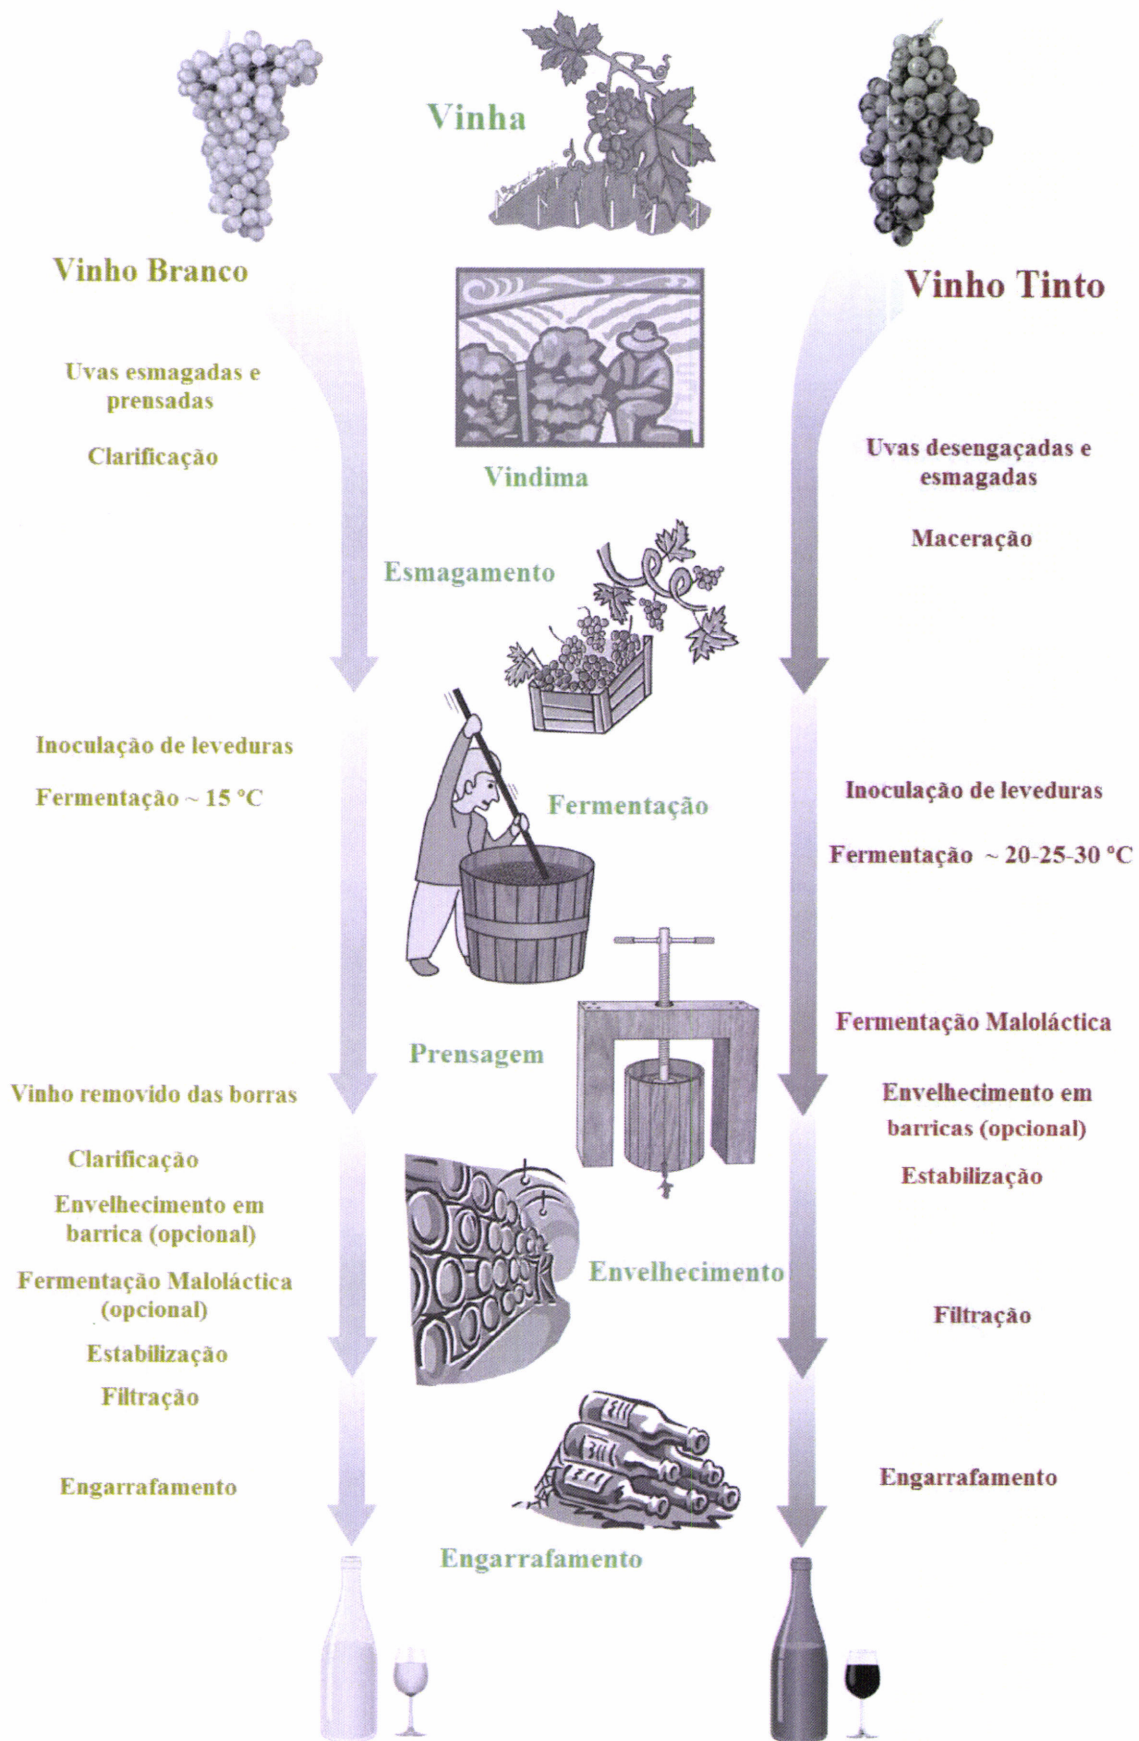 Vinha
Vinho Branco
Vinho Tinto
Uvas esmagadas e
prensadas
Clarificação
Vindima
Uvas desengaçadas e
esmagadas
Maceração
Esmagamento
Inoculação de leveduras
Fermentação ~ 15 ºC
Fermentação
Inoculação de leveduras
Fermentação ~ 20-25-30 ºC
Prensagem
Fermentação Maloláctica
Vinho removido das borras
Clarificação
Envelhecimento em
barrica (opcional)
Fermentação Maloláctica
(opcional)
Estabilização
Filtração
Envelhecimento em
barricas (opcional)
Estabilização
Envelhecimento
Filtração
Engarrafamento
Engarrafamento
Engarrafamento